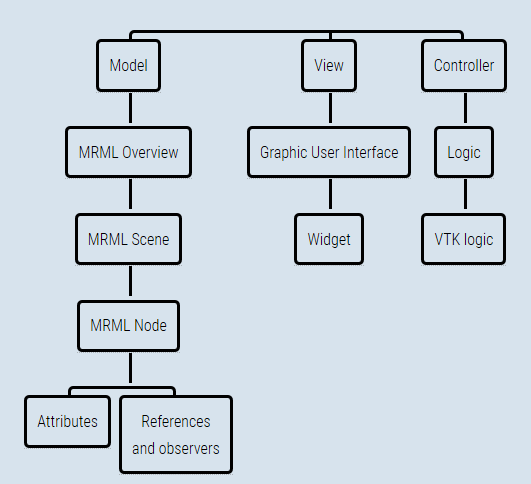 Model
View
Controller
MRML Overview
Graphic User Interface
Logic
MRML Scene
Widget
VTK logic
MRML Node
Attributes
References
and observers